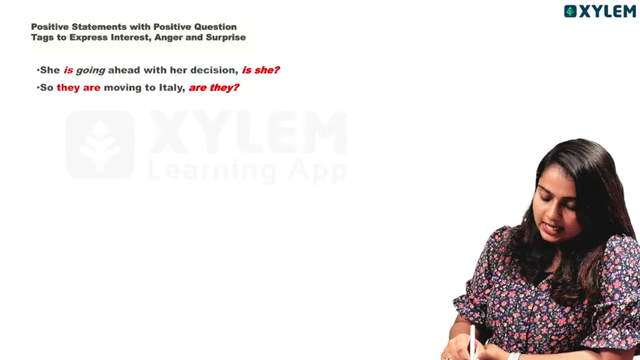 Positive Statements with Positive Question
Tags to Express Interest, Anger and Surprise
XYLEM
•She is going ahead with her decision, is she?
•So they are moving to Italy, are they?
XYLEM
Learning App